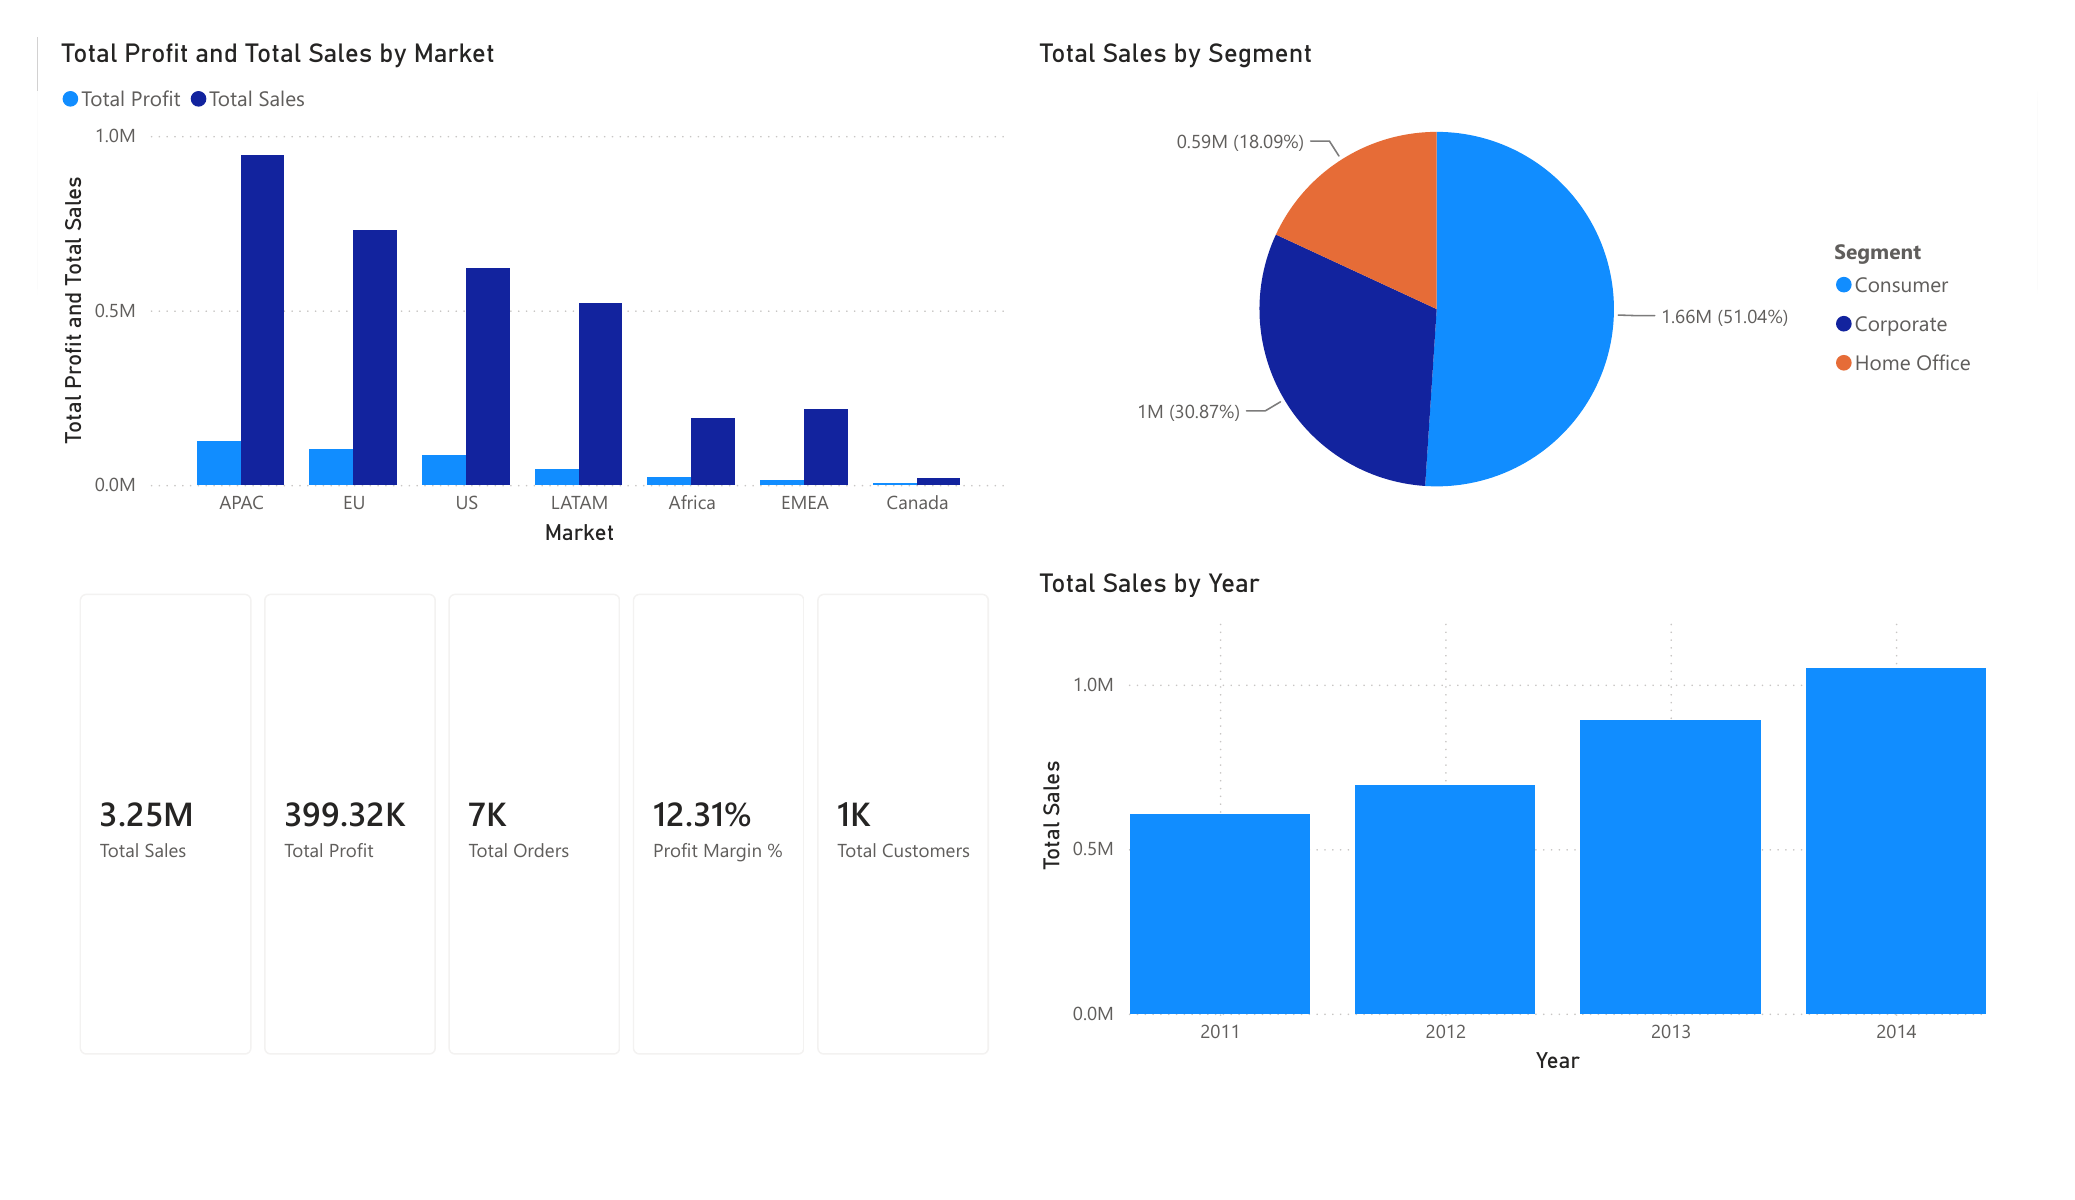 Total Profit and Total Sales by Market
Total Profit Total Sales
Total Profit and Total Sales
1.0M
0.5M
0.0M
APAC EU US LATAM Africa EMEA Canada
Market
Total Sales by Segment
0.59M (18.09%)
1.66M (51.04%)
1M (30.87%)
Segment
Consumer
Corporate
Home Office
3.25M
Total Sales
399.32K
Total Profit
7K
Total Orders
12.31%
Profit Margin %
1K
Total Customers
Total Sales by Year
Total Sales
1.0M
0.5M
0.0M
2011 2012 2013 2014
Year